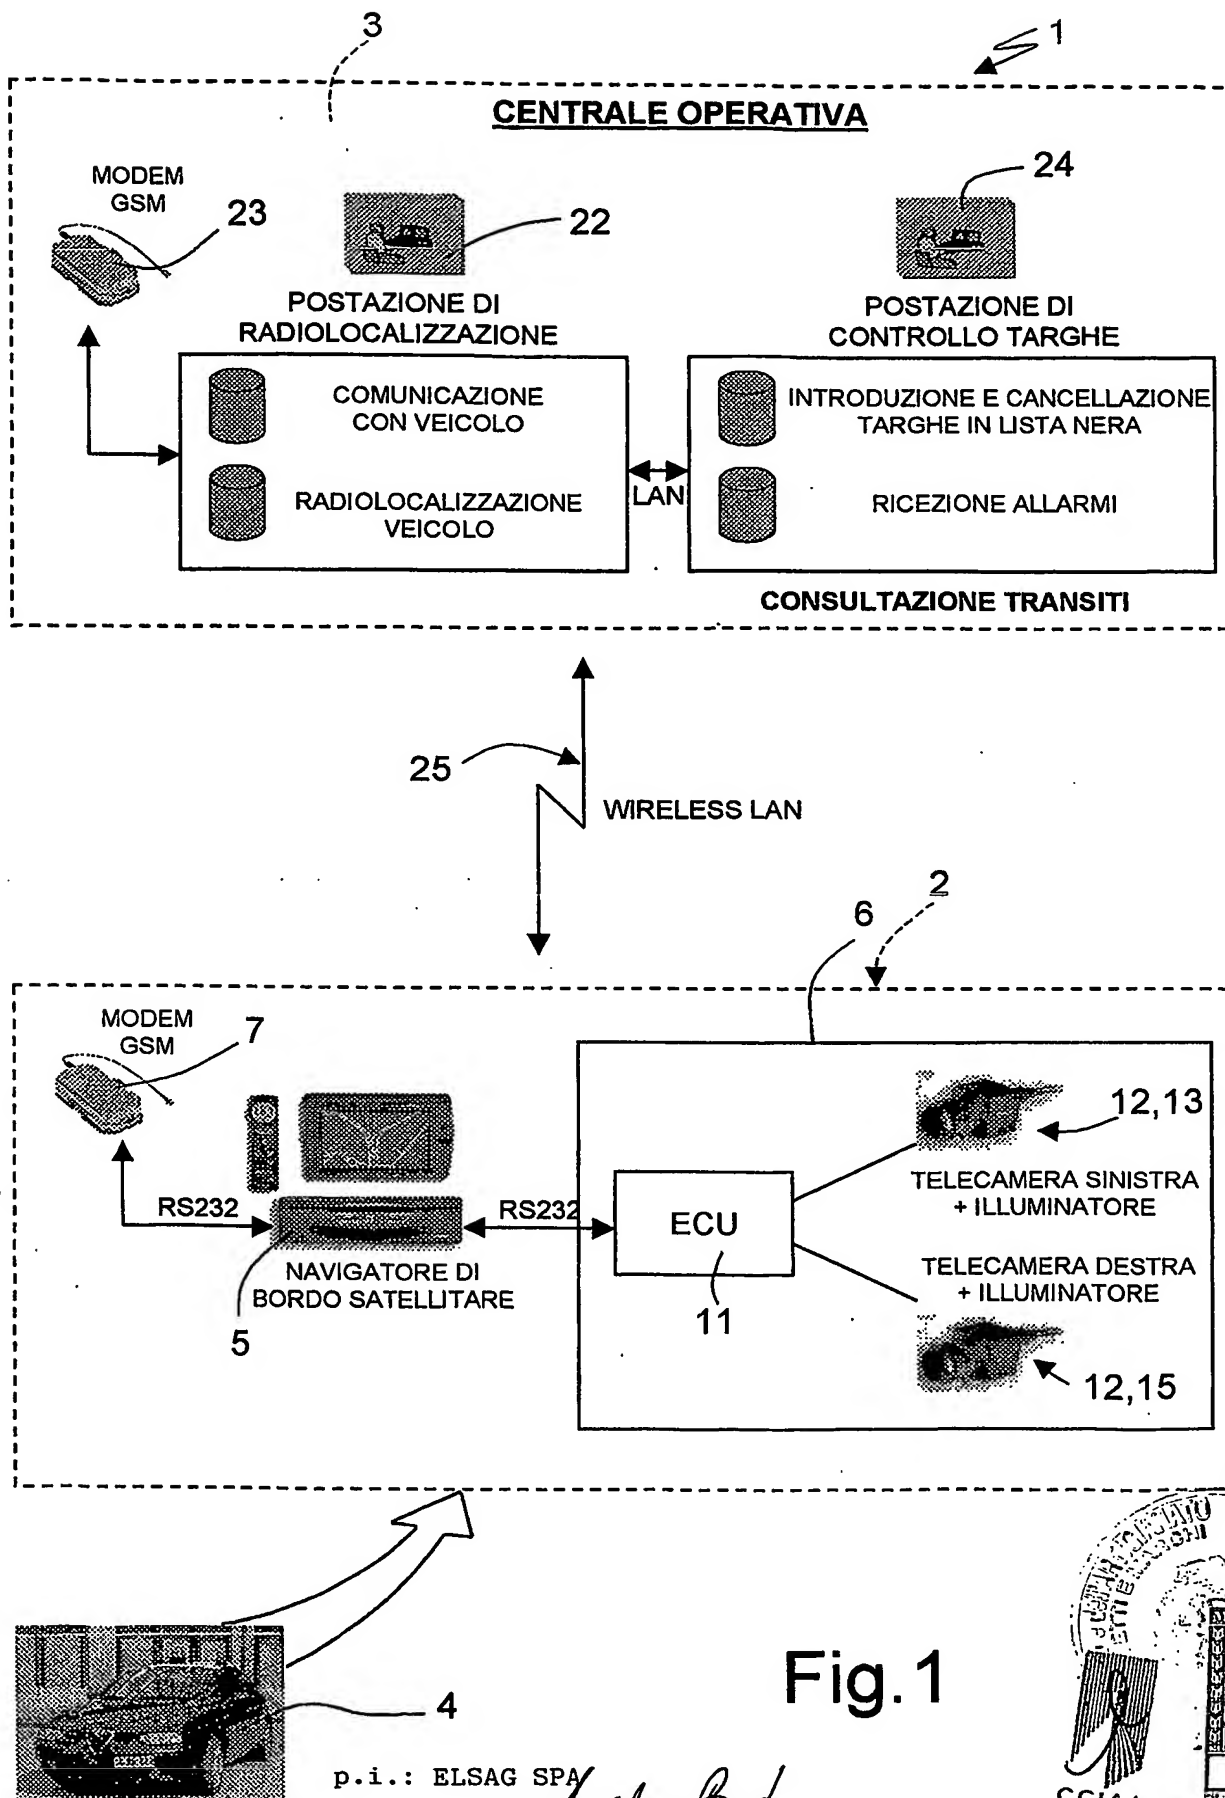 3
1
CENTRALE OPERATIVA
MODEM
GSM
23
22
24
POSTAZIONE DI
RADIOLOCALIZZAZIONE
POSTAZIONE DI
CONTROLLO TARGHE
COMUNICAZIONE
CON VEICOLO
RADIOLOCALIZZAZIONE
VEICOLO
LAN
INTRODUZIONE E CANCELLAZIONE
TARGHE IN LISTA NERA
RICEZIONE ALLARMI
CONSULTAZIONE TRANSITI
25
WIRELESS LAN
2
6
MODEM
GSM
7
RS232
RS232
NAVIGATORE DI
BORDO SATELLITARE
5
ECU
11
12,13
TELECAMERA SINISTRA
+ ILLUMINATORE
TELECAMERA DESTRA
+ ILLUMINATORE
12,15
4
Fig.1
p.i.: ELSAG SPA